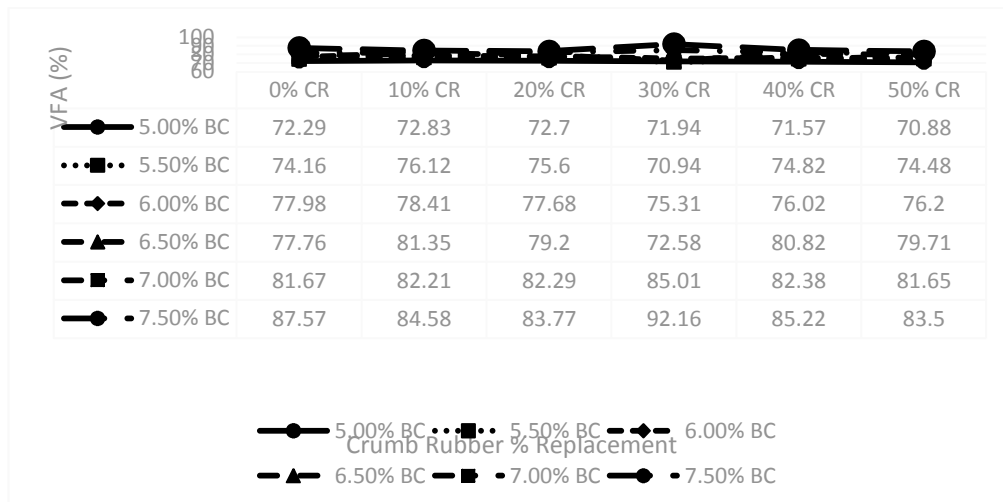 100
90
80
70
60
VFA (%)
0% CR 10% CR 20% CR 30% CR 40% CR 50% CR
5.00% BC 72.29 72.83 72.7 71.94 71.57 70.88
5.50% BC 74.16 76.12 75.6 70.94 74.82 74.48
6.00% BC 77.98 78.41 77.68 75.31 76.02 76.2
6.50% BC 77.76 81.35 79.2 72.58 80.82 79.71
7.00% BC 81.67 82.21 82.29 85.01 82.38 81.65
7.50% BC 87.57 84.58 83.77 92.16 85.22 83.5
5.00% BC 5.50% BC 6.00% BC
Crumb Rubber % Replacement
6.50% BC 7.00% BC 7.50% BC